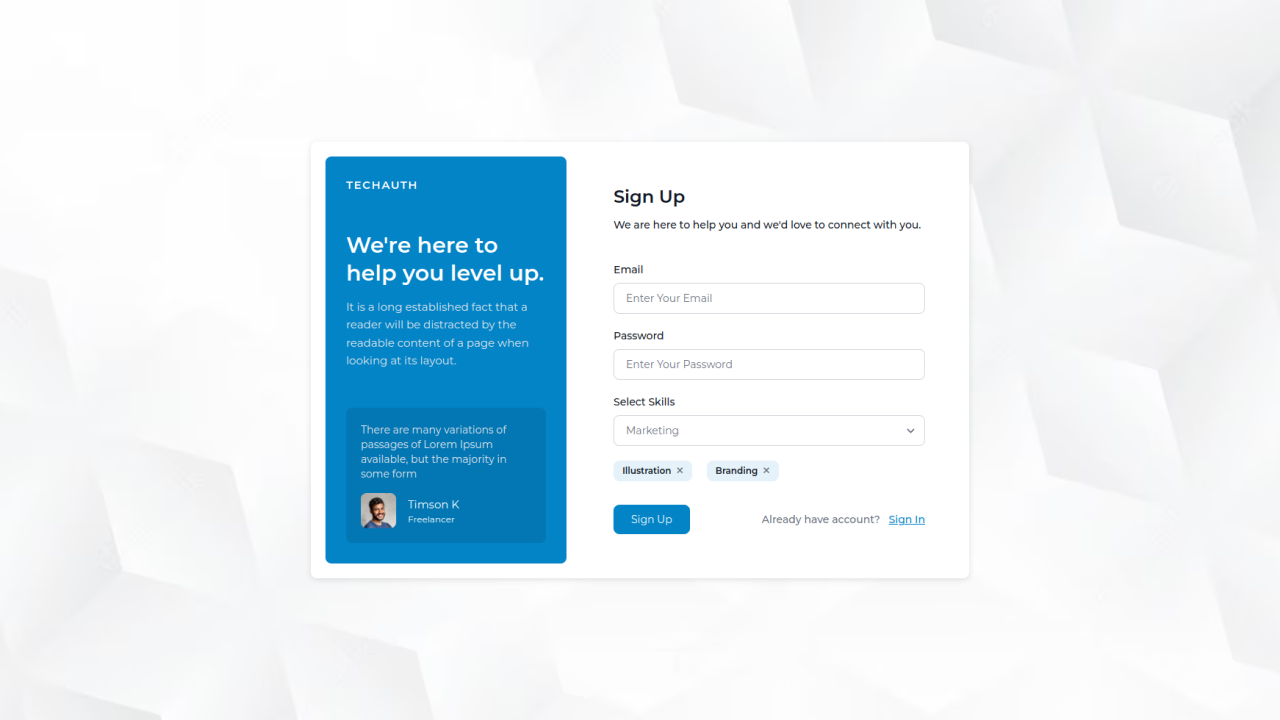 TECHAUTH
We're here to
help you level up.
It is a long established fact that a
reader will be distracted by the
readable content of a page when
looking at its layout.
There are many variations of
passages of Lorem Ipsum
available, but the majority in
some form
Timson K
Freelancer
Sign Up
We are here to help you and we'd love to connect with you.
Email
Enter Your Email
Password
Enter Your Password
Select Skills
Marketing
Illustration ×
Branding ×
Sign Up
Already have account? Sign In